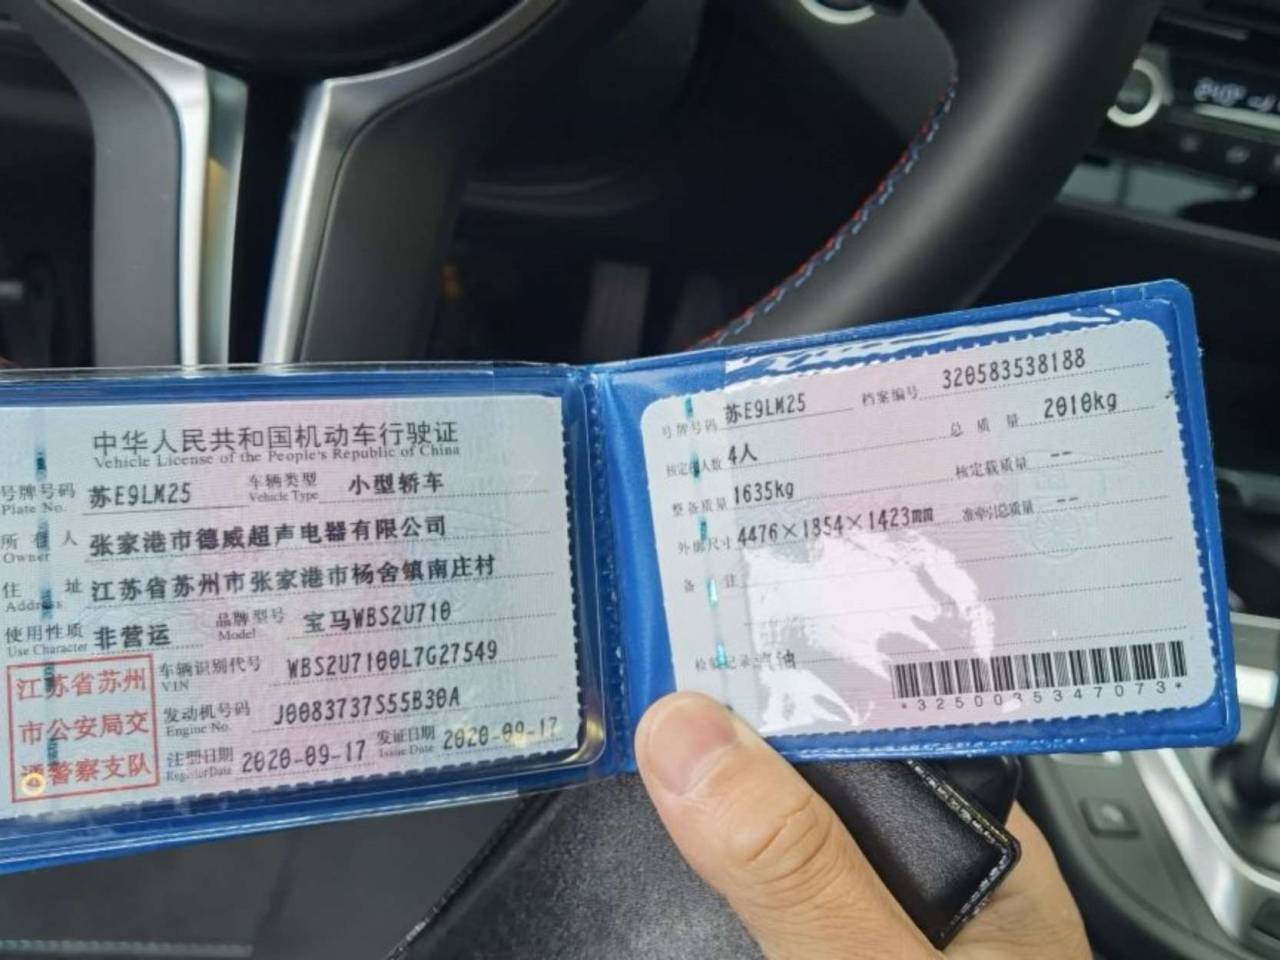 中华人民共和国机动车行驶证
Vehicle License of the People's Republic of China
号牌号码 苏E9LM25 车辆类型 小型轿车
Plate No. Vehicle Type
所有人 张家港市德威超声电器有限公司
Owner
住址 江苏省苏州市张家港市杨舍镇南庄村
Address
使用性质 非营运 品牌型号 宝马WBS2U710
Use Character Model
车辆识别代号 WBS2U7100L7G27549
VIN
发动机号码 J0083737S55B30A
Engine No.
注册日期 2020-09-17 发证日期 2020-09-17
Register Date Issue Date
江苏省苏州
市公安局交
通警察支队
号牌号码 苏E9LM25 档案编号 320583538188
核定载人数 4人 总质量 2010kg
整备质量 1635kg 核定载质量 --
外廓尺寸 4476×1854×1423mm 准牵引总质量 --
备注
检验记录 汽油
*3250035347073*